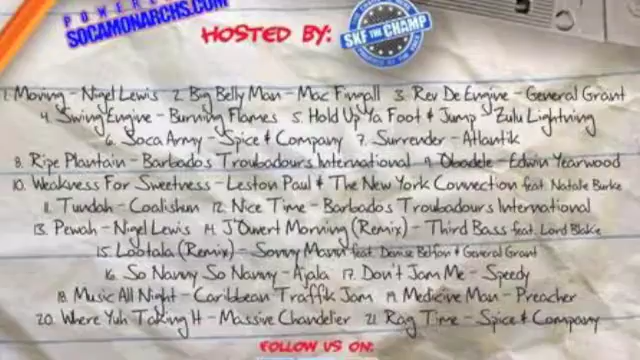 POWERED
SOCAMONARCHS.COM
HOSTED BY:
SKF THE CHAMP
1. Moving - Nigel Lewis 2. Big Belly Man - Mac Fingall 3. Rev De Engine - General Grant
4. Swing Engine - Burning Flames 5. Hold Up Ya Foot & Jump - Zulu Lightning
6. Soca Army - Spice & Company 7. Surrender - Atlantik
8. Ripe Plantain - Barbados Troubadours International 9. Obadele - Edwin Yearwood
10. Weakness For Sweetness - Leston Paul & The New York Connection feat. Natalie Burke
11. Tundah - Coalishun 12. Nice Time - Barbados Troubadours International
13. Pewah - Nigel Lewis 14. J'Ouvert Morning (Remix) - Third Bass feat. Lord Blakie
15. Lootala (Remix) - Sonny Mann feat. Denise Belfon & General Grant
16. So Nanny So Nanny - Ajala 17. Don't Jam Me - Speedy
18. Music All Night - Caribbean Traffik Jam 19. Medicine Man - Preacher
20. Where Yuh Taking It - Massive Chandelier 21. Rag Time - Spice & Company
FOLLOW US ON: